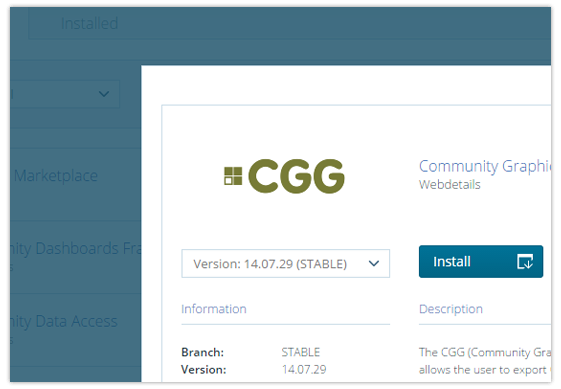 Installed
Marketplace
Community Graphic
Webdetails
CGG
nity Dashboards Fra
Version: 14.07.29 (STABLE)
Install
Information
Description
nity Data Access
Branch: STABLE
The CGG (Community Gra
Version: 14.07.29
allows the user to export